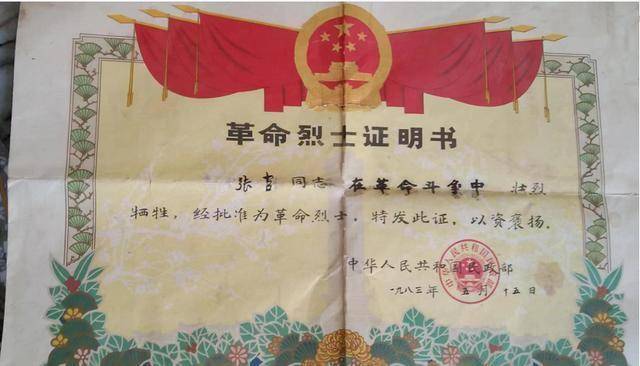 革命烈士证明书
张吉同志 在革命斗争中 壮烈
牺牲，经批准为革命烈士，特发此证，以资褒扬。
中华人民共和国民政部
一九八三年 五月十五日